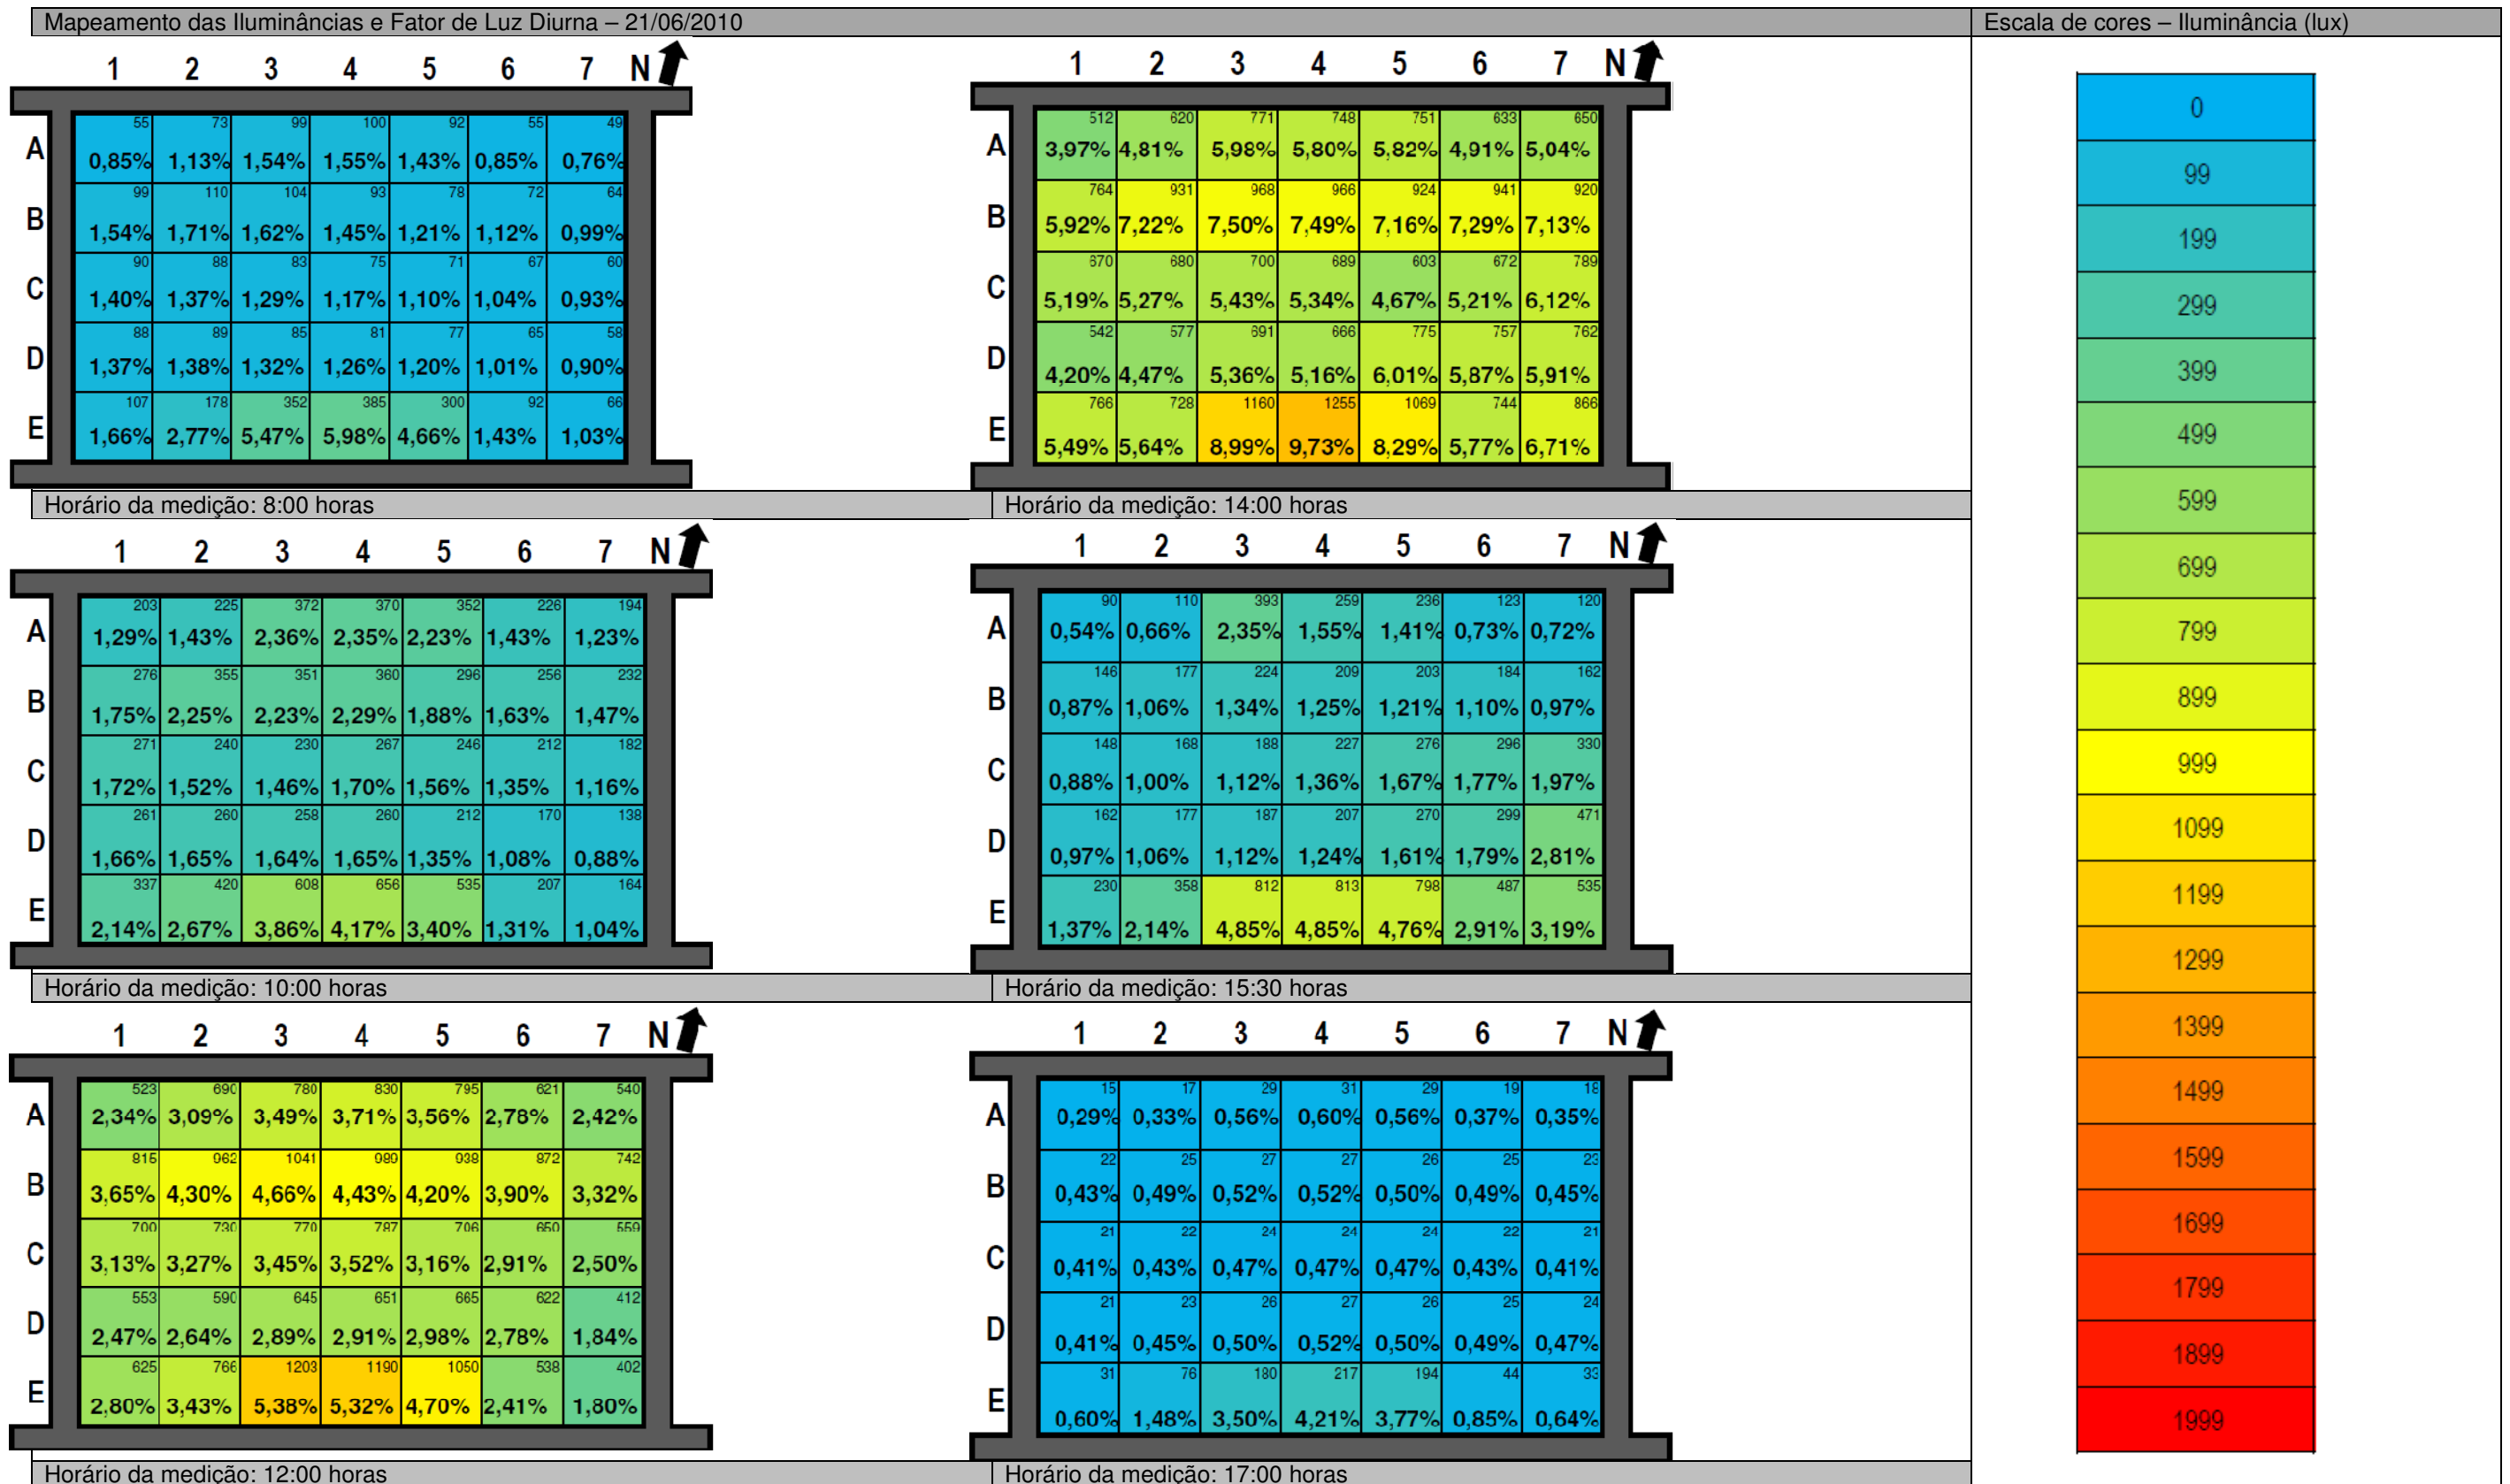 Mapeamento das Iluminâncias e Fator de Luz Diurna – 21/06/2010
Escala de cores – Iluminância (lux)
1 2 3 4 5 6 7 N
55 73 99 100 92 55 49
A 0,85% 1,13% 1,54% 1,55% 1,43% 0,85% 0,76%
99 110 104 93 78 72 64
B 1,54% 1,71% 1,62% 1,45% 1,21% 1,12% 0,99%
90 88 83 75 71 67 60
C 1,40% 1,37% 1,29% 1,17% 1,10% 1,04% 0,93%
88 89 85 81 77 65 58
D 1,37% 1,38% 1,32% 1,26% 1,20% 1,01% 0,90%
107 178 352 385 300 92 66
E 1,66% 2,77% 5,47% 5,98% 4,66% 1,43% 1,03%
Horário da medição: 8:00 horas
1 2 3 4 5 6 7 N
512 620 771 748 751 633 650
A 3,97% 4,81% 5,98% 5,80% 5,82% 4,91% 5,04%
764 931 968 966 924 941 920
B 5,92% 7,22% 7,50% 7,49% 7,16% 7,29% 7,13%
670 680 700 689 603 672 789
C 5,19% 5,27% 5,43% 5,34% 4,67% 5,21% 6,12%
542 577 691 666 775 757 762
D 4,20% 4,47% 5,36% 5,16% 6,01% 5,87% 5,91%
766 728 1160 1255 1069 744 866
E 5,49% 5,64% 8,99% 9,73% 8,29% 5,77% 6,71%
Horário da medição: 14:00 horas
1 2 3 4 5 6 7 N
203 225 372 370 352 226 194
A 1,29% 1,43% 2,36% 2,35% 2,23% 1,43% 1,23%
276 355 351 360 296 256 232
B 1,75% 2,25% 2,23% 2,29% 1,88% 1,63% 1,47%
271 240 230 267 246 212 182
C 1,72% 1,52% 1,46% 1,70% 1,56% 1,35% 1,16%
261 260 258 260 212 170 138
D 1,66% 1,65% 1,64% 1,65% 1,35% 1,08% 0,88%
337 420 608 656 535 207 164
E 2,14% 2,67% 3,86% 4,17% 3,40% 1,31% 1,04%
Horário da medição: 10:00 horas
1 2 3 4 5 6 7 N
90 110 393 259 236 123 120
A 0,54% 0,66% 2,35% 1,55% 1,41% 0,73% 0,72%
146 177 224 209 203 184 162
B 0,87% 1,06% 1,34% 1,25% 1,21% 1,10% 0,97%
148 168 188 227 276 296 330
C 0,88% 1,00% 1,12% 1,36% 1,67% 1,77% 1,97%
162 177 187 207 270 299 471
D 0,97% 1,06% 1,12% 1,24% 1,61% 1,79% 2,81%
230 358 812 813 798 487 535
E 1,37% 2,14% 4,85% 4,85% 4,76% 2,91% 3,19%
Horário da medição: 15:30 horas
1 2 3 4 5 6 7 N
523 690 780 830 795 621 540
A 2,34% 3,09% 3,49% 3,71% 3,56% 2,78% 2,42%
815 962 1041 989 938 872 742
B 3,65% 4,30% 4,66% 4,43% 4,20% 3,90% 3,32%
700 730 770 787 706 650 559
C 3,13% 3,27% 3,45% 3,52% 3,16% 2,91% 2,50%
553 590 645 651 665 622 412
D 2,47% 2,64% 2,89% 2,91% 2,98% 2,78% 1,84%
625 766 1203 1190 1050 538 402
E 2,80% 3,43% 5,38% 5,32% 4,70% 2,41% 1,80%
Horário da medição: 12:00 horas
1 2 3 4 5 6 7 N
15 17 29 31 29 19 18
A 0,29% 0,33% 0,56% 0,60% 0,56% 0,37% 0,35%
22 25 27 27 26 25 23
B 0,43% 0,49% 0,52% 0,52% 0,50% 0,49% 0,45%
21 22 24 24 24 22 21
C 0,41% 0,43% 0,47% 0,47% 0,47% 0,43% 0,41%
21 23 26 27 26 25 24
D 0,41% 0,45% 0,50% 0,52% 0,50% 0,49% 0,47%
31 76 180 217 194 44 33
E 0,60% 1,48% 3,50% 4,21% 3,77% 0,85% 0,64%
Horário da medição: 17:00 horas
0
99
199
299
399
499
599
699
799
899
999
1099
1199
1299
1399
1499
1599
1699
1799
1899
1999